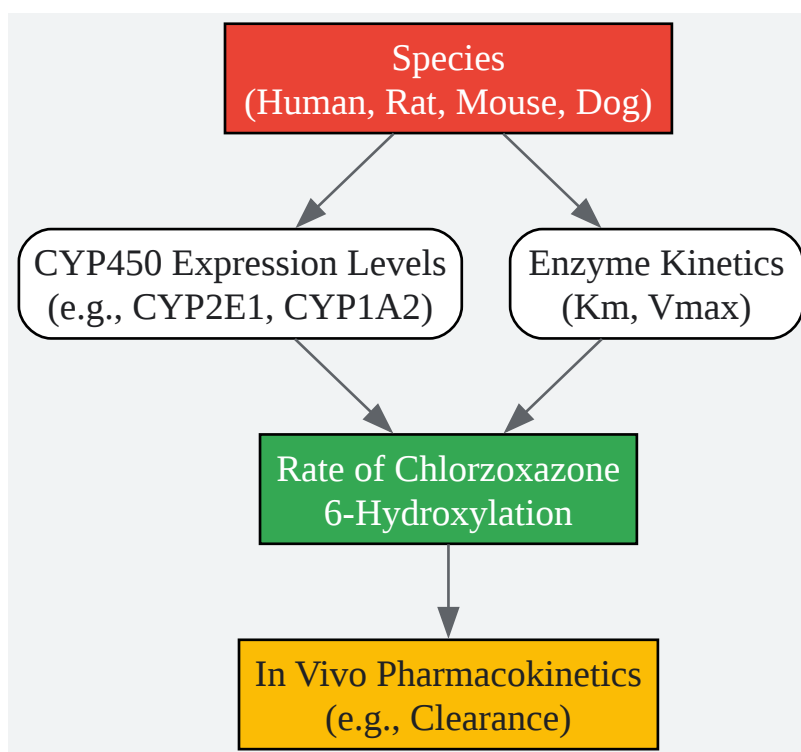 Species
(Human, Rat, Mouse, Dog)
CYP450 Expression Levels
(e.g., CYP2E1, CYP1A2)
Enzyme Kinetics
(Km, Vmax)
Rate of Chlorzoxazone
6-Hydroxylation
In Vivo Pharmacokinetics
(e.g., Clearance)